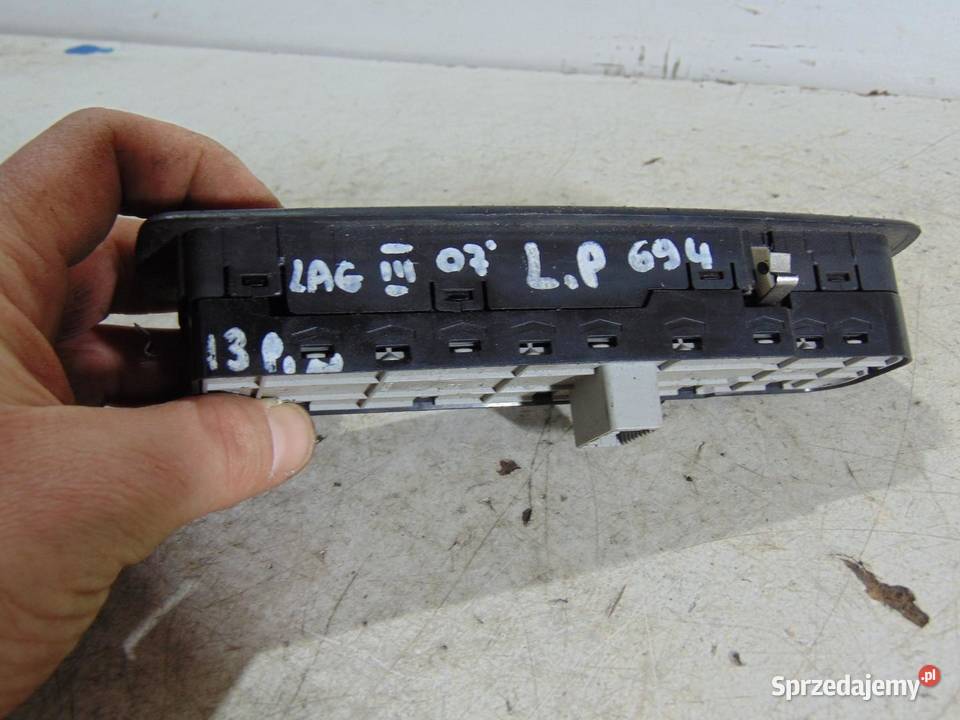 LAG III 07' L.P 694
13 P.
Sprzedajemy.pl